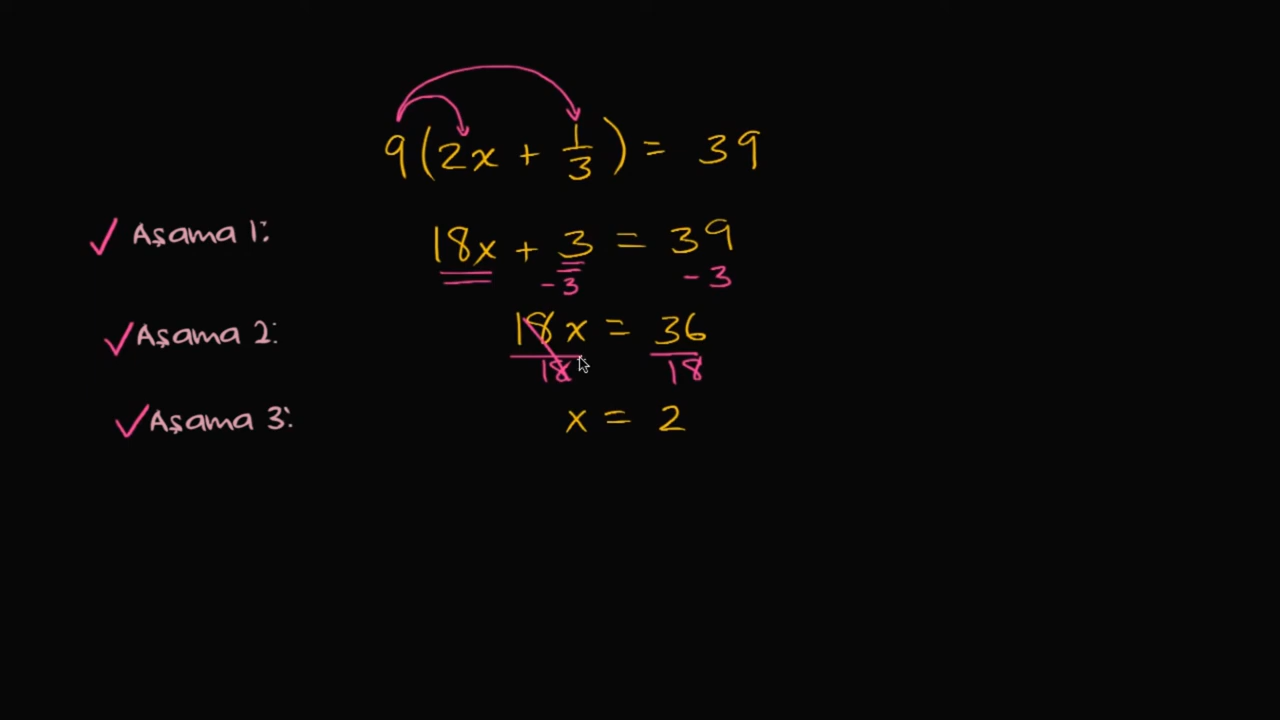 9(2x + 1/3) = 39
Aşama 1: 18x + 3 = 39
-3 -3
Aşama 2: 18x = 36
18 18
Aşama 3: x = 2